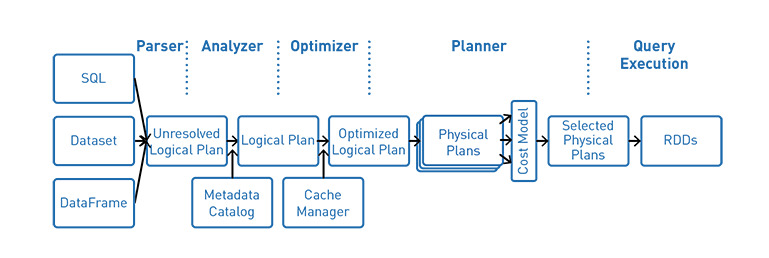 Parser
Analyzer
Optimizer
Planner
Query
Execution
SQL
Dataset
DataFrame
Unresolved
Logical Plan
Logical Plan
Optimized
Logical Plan
Physical
Plans
Cost Model
Selected
Physical
Plans
RDDs
Metadata
Catalog
Cache
Manager